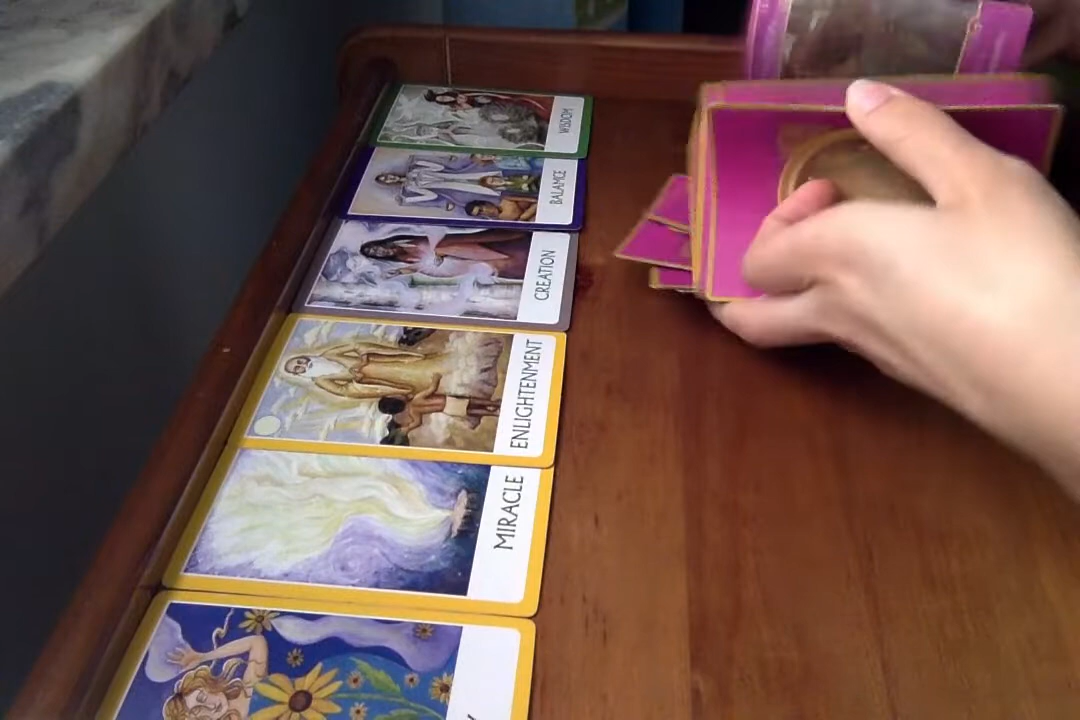 WISDOM
BALANCE
CREATION
ENLIGHTENMENT
MIRACLE